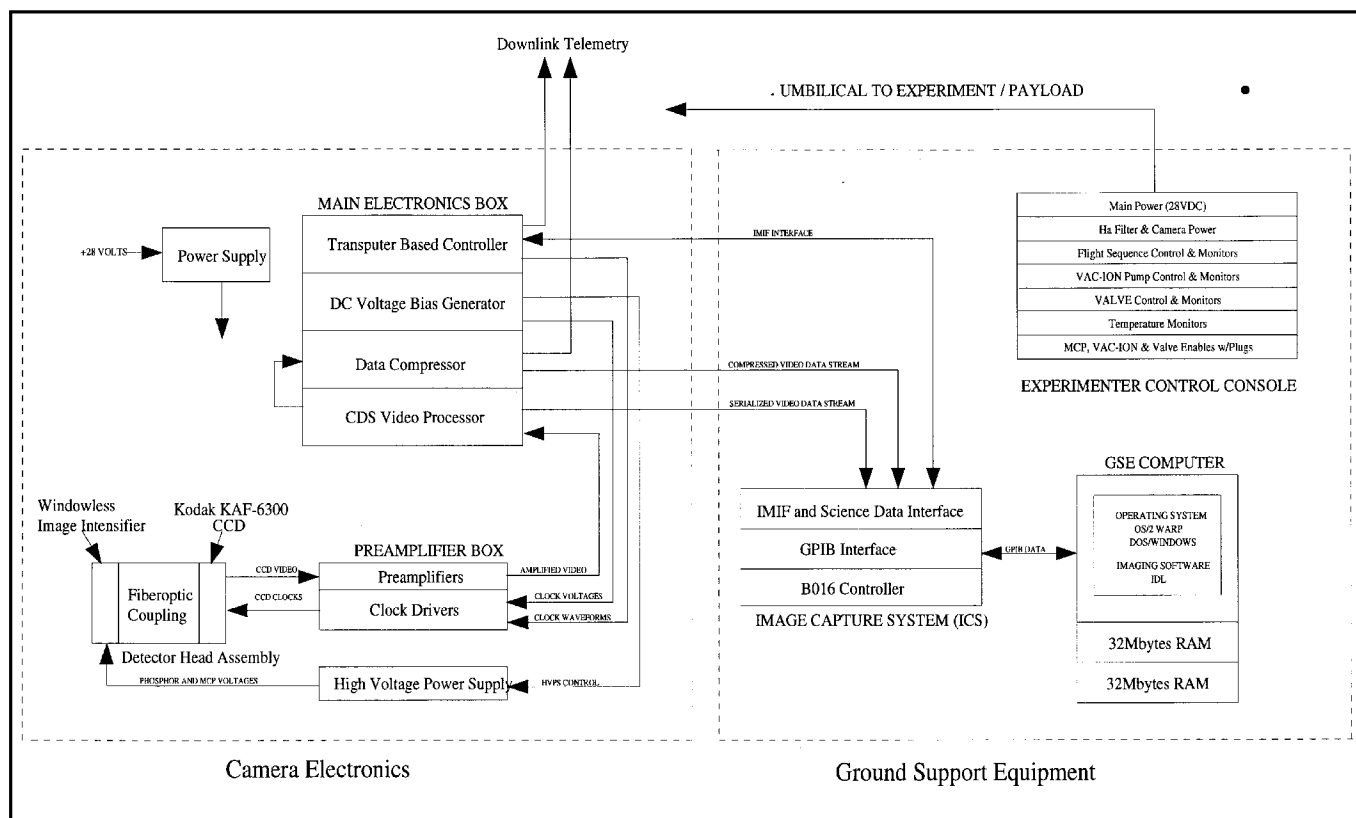 Downlink Telemetry
. UMBILICAL TO EXPERIMENT / PAYLOAD
MAIN ELECTRONICS BOX
Transputer Based Controller
DC Voltage Bias Generator
Data Compressor
CDS Video Processor
+28 VOLTS
Power Supply
IMIF INTERFACE
COMPRESSED VIDEO DATA STREAM
SERIALIZED VIDEO DATA STREAM
Main Power (28VDC)
Ha Filter & Camera Power
Flight Sequence Control & Monitors
VAC-ION Pump Control & Monitors
VALVE Control & Monitors
Temperature Monitors
MCP, VAC-ION & Valve Enables w/Plugs
EXPERIMENTER CONTROL CONSOLE
Windowless
Image Intensifier
Kodak KAF-6300
CCD
Fiberoptic
Coupling
Detector Head Assembly
CCD VIDEO
CCD CLOCKS
PREAMPLIFIER BOX
Preamplifiers
Clock Drivers
AMPLIFIED VIDEO
CLOCK VOLTAGES
CLOCK WAVEFORMS
PHOSPHOR AND MCP VOLTAGES
High Voltage Power Supply
HVPS CONTROL
IMIF and Science Data Interface
GPIB Interface
B016 Controller
IMAGE CAPTURE SYSTEM (ICS)
GPIB DATA
GSE COMPUTER
OPERATING SYSTEM
OS/2 WARP
DOS/WINDOWS
IMAGING SOFTWARE
IDL
32Mbytes RAM
32Mbytes RAM
Camera Electronics
Ground Support Equipment